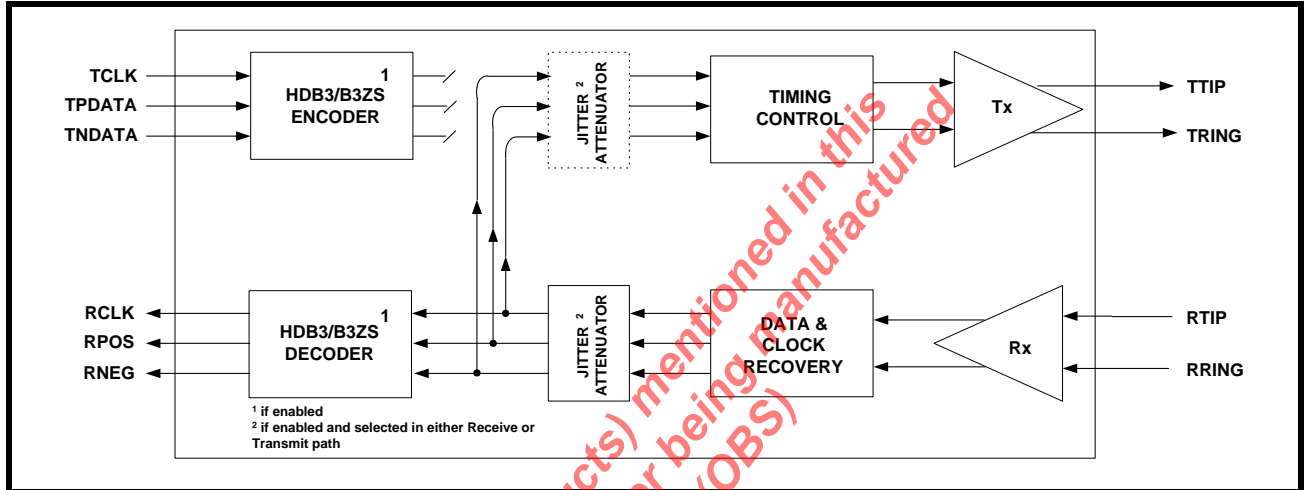 TCLK
TPDATA
TNDATA
1
HDB3/B3ZS
ENCODER
JITTER 2
ATTENUATOR
TIMING
CONTROL
Tx
TTIP
TRING
RCLK
RPOS
RNEG
1
HDB3/B3ZS
DECODER
JITTER 2
ATTENUATOR
DATA &
CLOCK
RECOVERY
Rx
RTIP
RRING
1 if enabled
2 if enabled and selected in either Receive or
Transmit path
mentioned in this
being manufactured
(OBS)